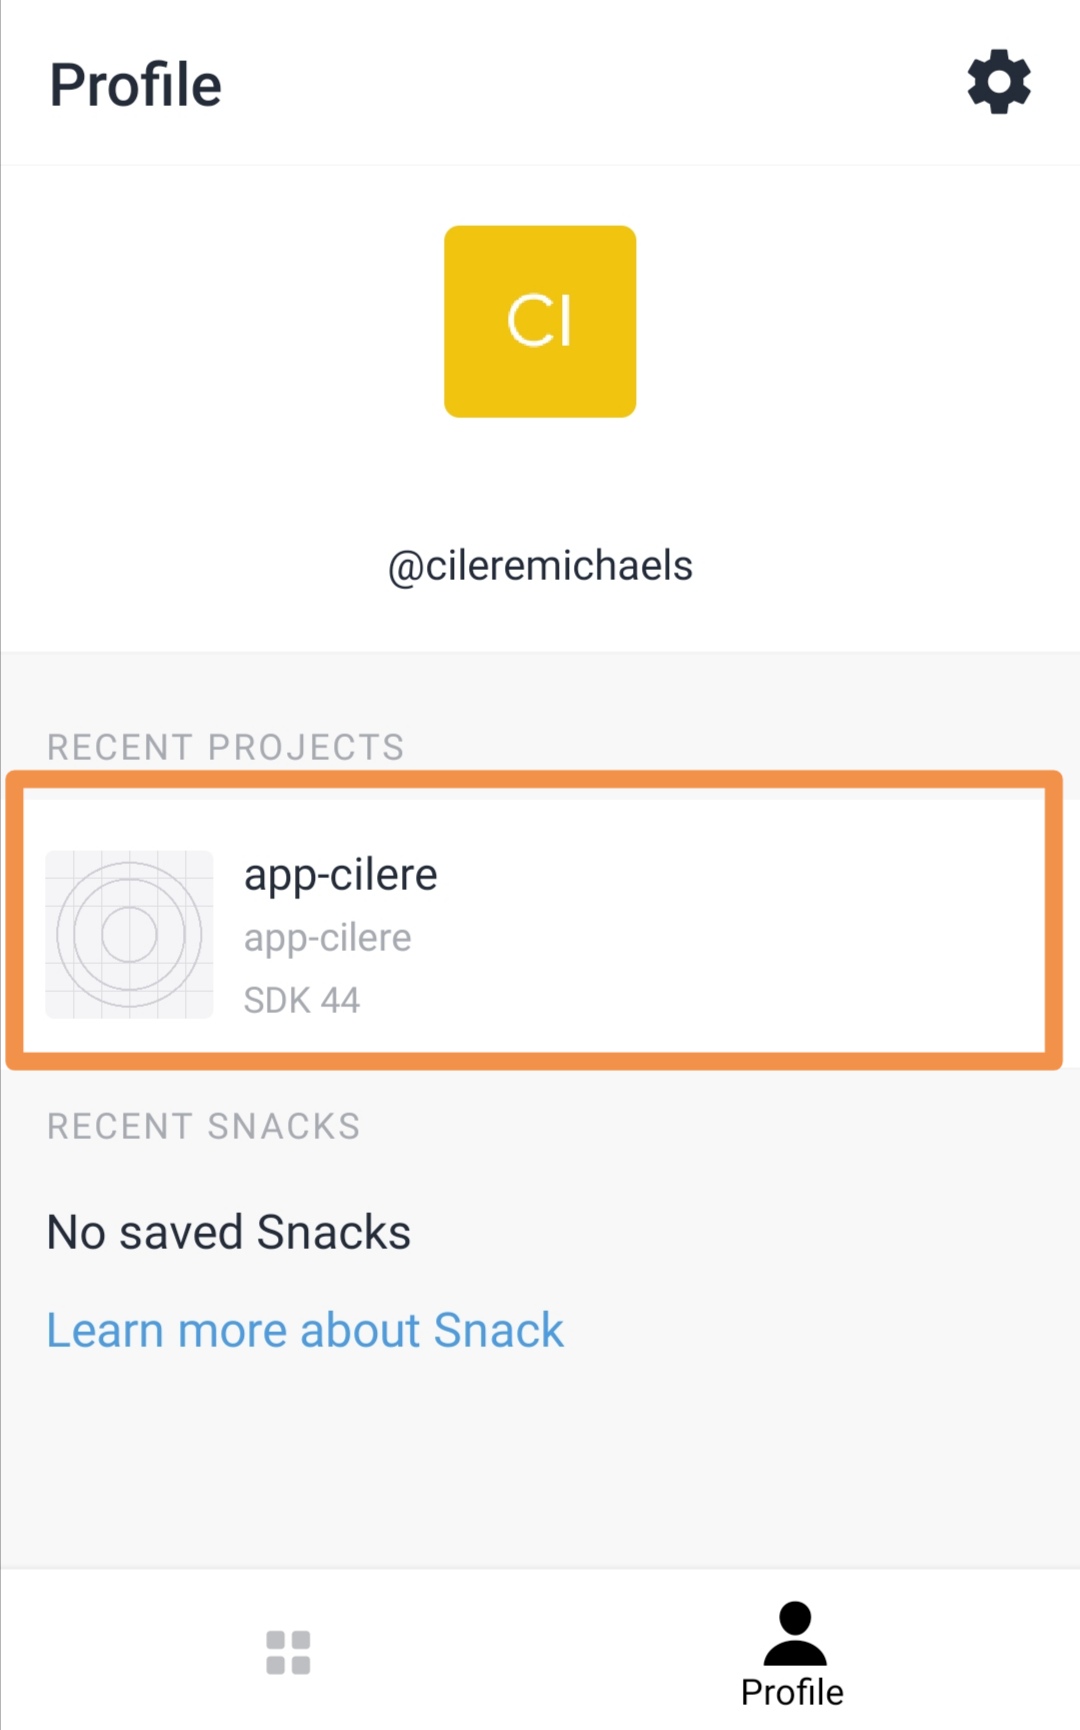 Profile
CI
@cileremichaels
RECENT PROJECTS
app-cilere
app-cilere
SDK 44
RECENT SNACKS
No saved Snacks
Learn more about Snack
Profile